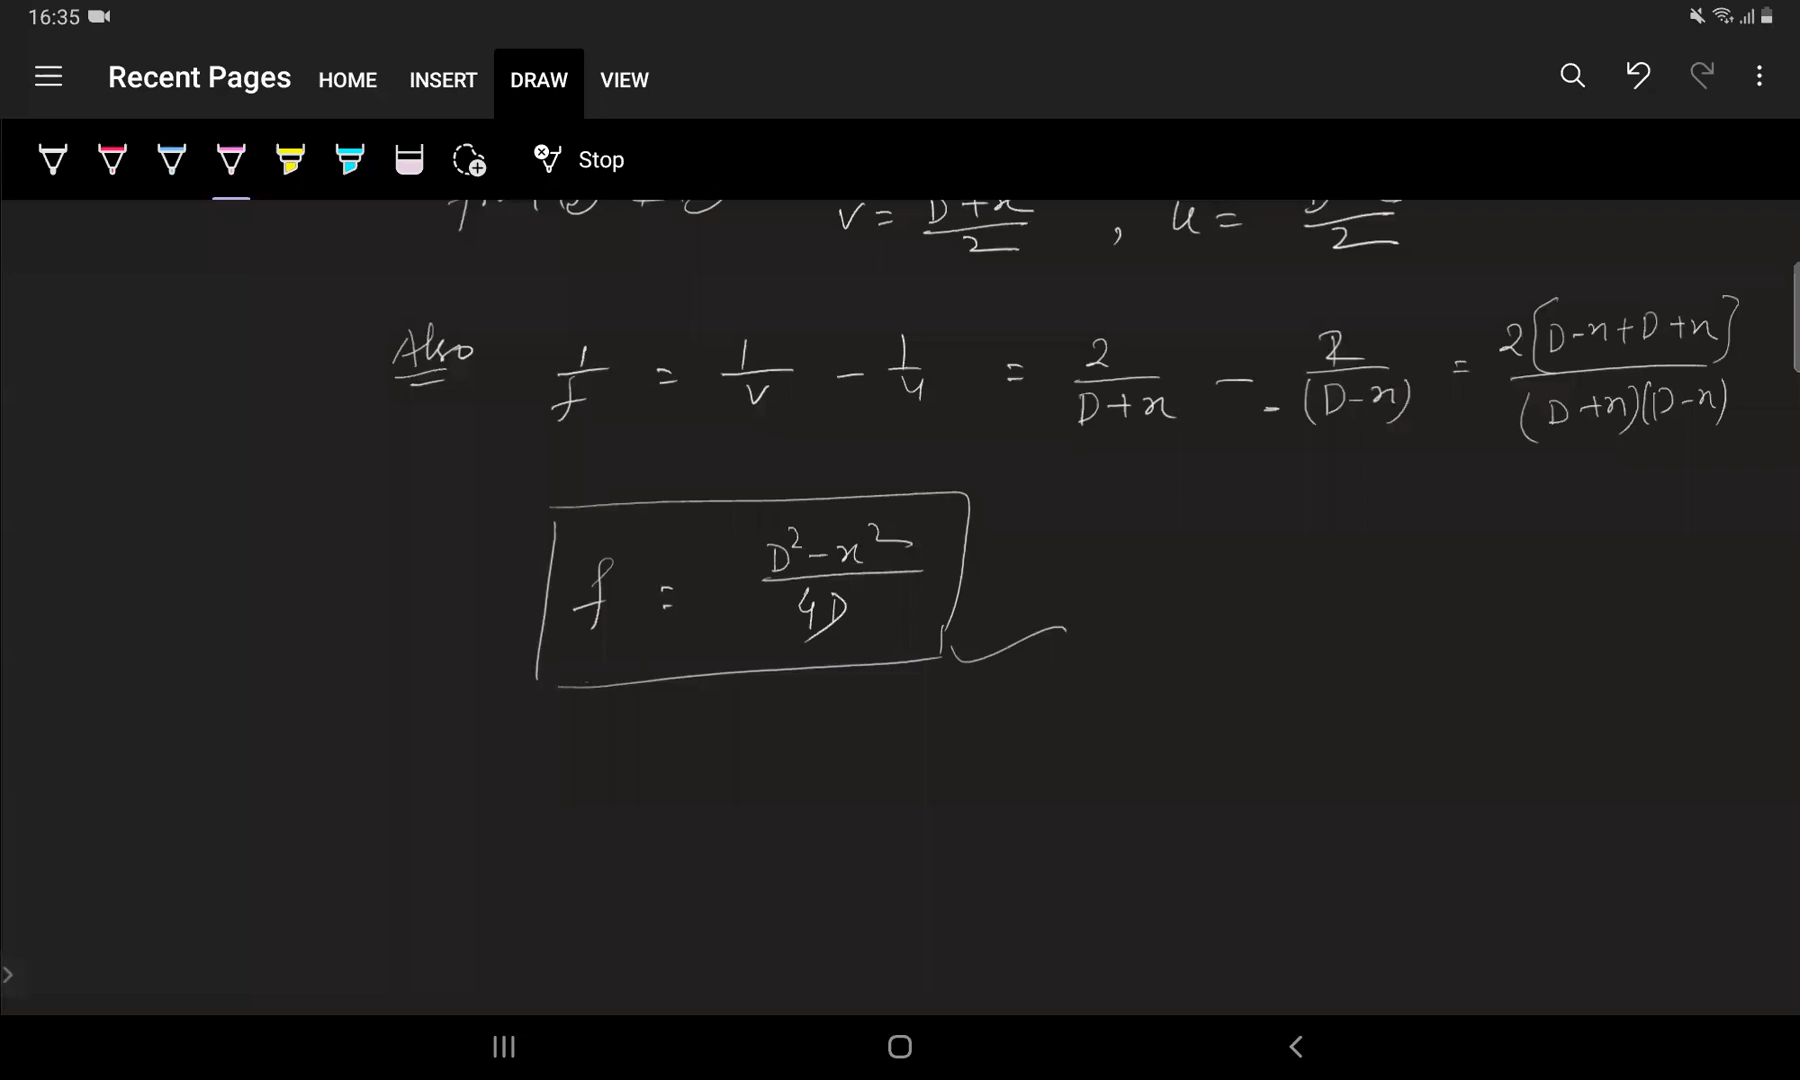 16:35
Recent Pages HOME INSERT DRAW VIEW
Stop
v = D+x/2 , u = /2
Also 1/f = 1/v - 1/u = 2/D+x - 2/-(D-x) = 2[D-x+D+x]/(D+x)(D-x)
f = D²-x²/4D